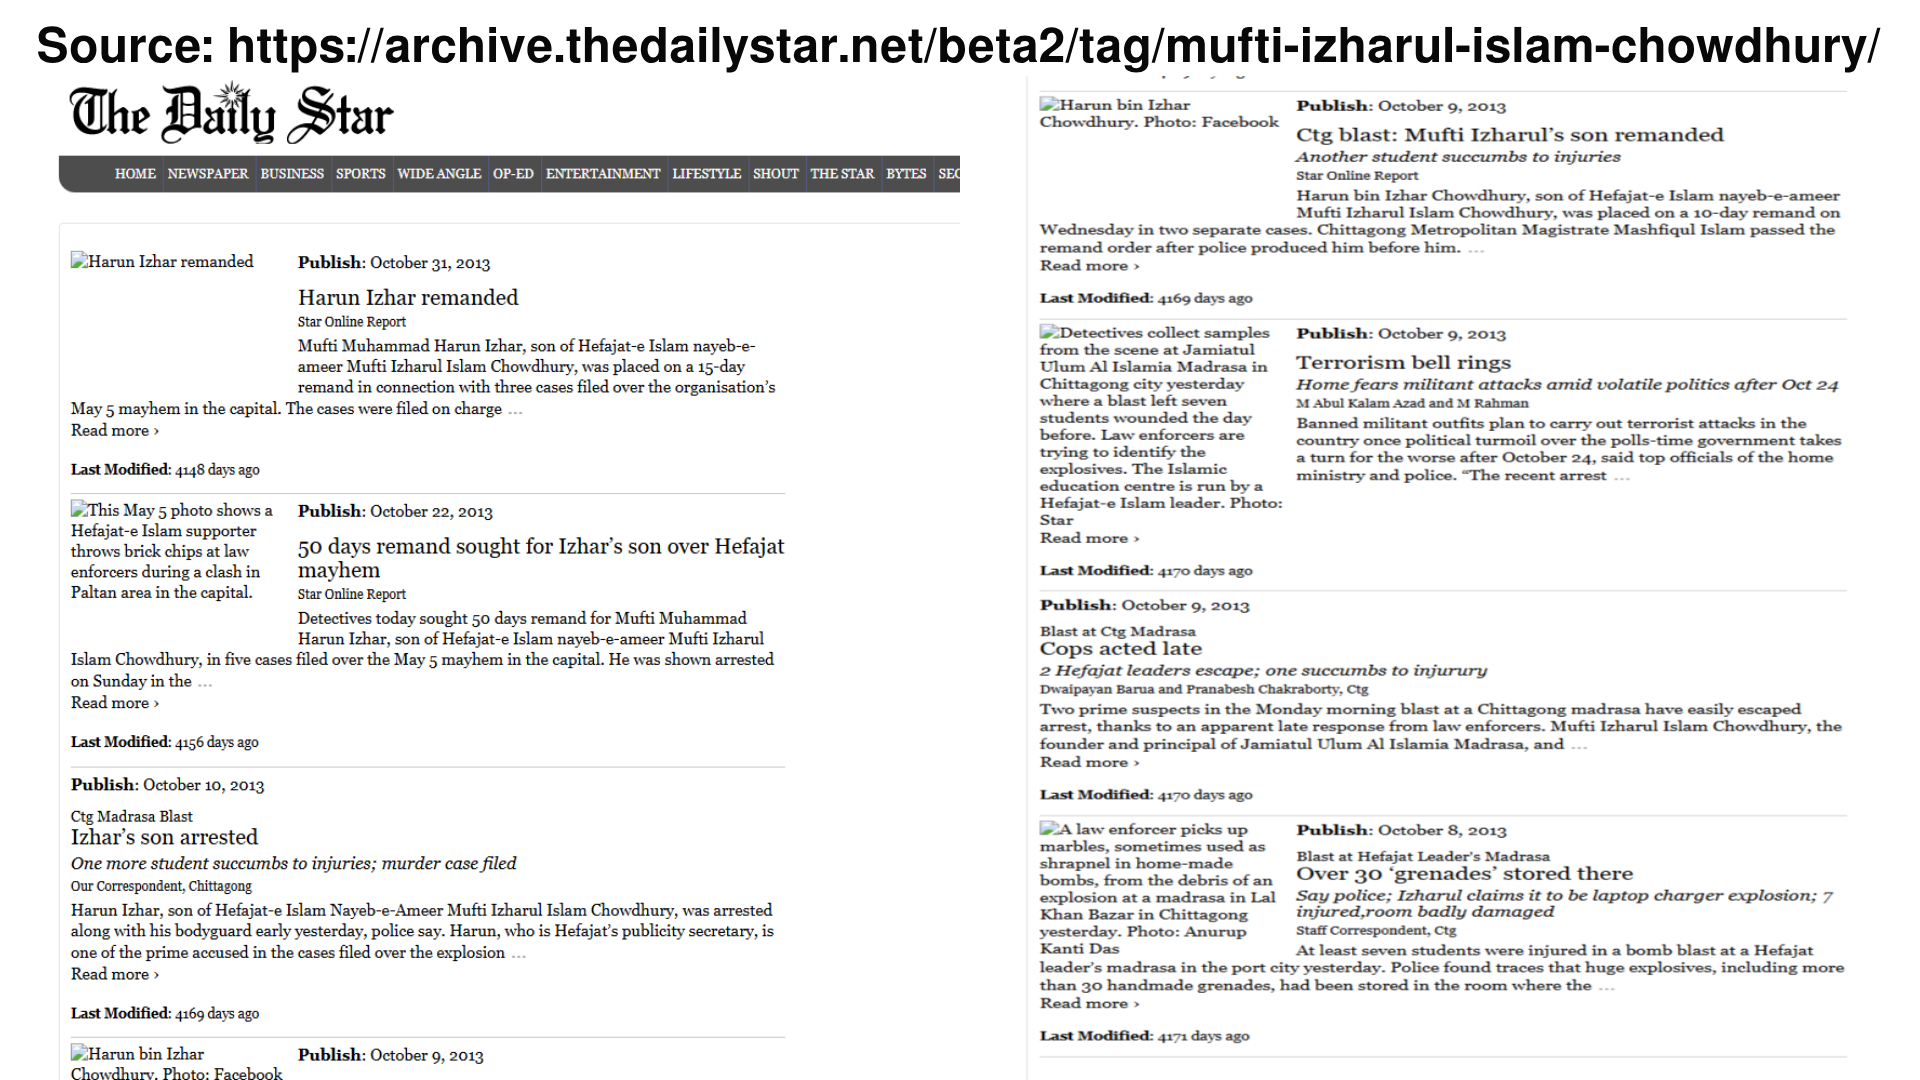 Source: https://archive.thedailystar.net/beta2/tag/mufti-izharul-islam-chowdhury/
The Daily Star
HOME NEWSPAPER BUSINESS SPORTS WIDE ANGLE OP-ED ENTERTAINMENT LIFESTYLE SHOUT THE STAR BYTES SEC
Harun Izhar remanded
Publish: October 31, 2013
Harun Izhar remanded
Star Online Report
Mufti Muhammad Harun Izhar, son of Hefajat-e Islam nayeb-e-
ameer Mufti Izharul Islam Chowdhury, was placed on a 15-day
remand in connection with three cases filed over the organisation’s
May 5 mayhem in the capital. The cases were filed on charge ...
Read more ›
Last Modified: 4148 days ago
This May 5 photo shows a
Hefajat-e Islam supporter
throws brick chips at law
enforcers during a clash in
Paltan area in the capital.
Publish: October 22, 2013
50 days remand sought for Izhar’s son over Hefajat
mayhem
Star Online Report
Detectives today sought 50 days remand for Mufti Muhammad
Harun Izhar, son of Hefajat-e Islam nayeb-e-ameer Mufti Izharul
Islam Chowdhury, in five cases filed over the May 5 mayhem in the capital. He was shown arrested
on Sunday in the ...
Read more ›
Last Modified: 4156 days ago
Publish: October 10, 2013
Ctg Madrasa Blast
Izhar’s son arrested
One more student succumbs to injuries; murder case filed
Our Correspondent, Chittagong
Harun Izhar, son of Hefajat-e Islam Nayeb-e-Ameer Mufti Izharul Islam Chowdhury, was arrested
along with his bodyguard early yesterday, police say. Harun, who is Hefajat’s publicity secretary, is
one of the prime accused in the cases filed over the explosion ...
Read more ›
Last Modified: 4169 days ago
Harun bin Izhar
Chowdhury. Photo: Facebook
Publish: October 9, 2013
Harun bin Izhar
Chowdhury. Photo: Facebook
Publish: October 9, 2013
Ctg blast: Mufti Izharul’s son remanded
Another student succumbs to injuries
Star Online Report
Harun bin Izhar Chowdhury, son of Hefajat-e Islam nayeb-e-ameer
Mufti Izharul Islam Chowdhury, was placed on a 10-day remand on
Wednesday in two separate cases. Chittagong Metropolitan Magistrate Mashfiqul Islam passed the
remand order after police produced him before him. ...
Read more ›
Last Modified: 4169 days ago
Detectives collect samples
from the scene at Jamiatul
Ulum Al Islamia Madrasa in
Chittagong city yesterday
where a blast left seven
students wounded the day
before. Law enforcers are
trying to identify the
explosives. The Islamic
education centre is run by a
Hefajat-e Islam leader. Photo:
Star
Publish: October 9, 2013
Terrorism bell rings
Home fears militant attacks amid volatile politics after Oct 24
M Abul Kalam Azad and M Rahman
Banned militant outfits plan to carry out terrorist attacks in the
country once political turmoil over the polls-time government takes
a turn for the worse after October 24, said top officials of the home
ministry and police. “The recent arrest ...
Read more ›
Last Modified: 4170 days ago
Publish: October 9, 2013
Blast at Ctg Madrasa
Cops acted late
2 Hefajat leaders escape; one succumbs to injurury
Dwaipayan Barua and Pranabesh Chakraborty, Ctg
Two prime suspects in the Monday morning blast at a Chittagong madrasa have easily escaped
arrest, thanks to an apparent late response from law enforcers. Mufti Izharul Islam Chowdhury, the
founder and principal of Jamiatul Ulum Al Islamia Madrasa, and ...
Read more ›
Last Modified: 4170 days ago
A law enforcer picks up
marbles, sometimes used as
shrapnel in home-made
bombs, from the debris of an
explosion at a madrasa in Lal
Khan Bazar in Chittagong
yesterday. Photo: Anurup
Kanti Das
Publish: October 8, 2013
Blast at Hefajat Leader's Madrasa
Over 30 ‘grenades’ stored there
Say police; Izharul claims it to be laptop charger explosion; 7
injured,room badly damaged
Staff Correspondent, Ctg
At least seven students were injured in a bomb blast at a Hefajat
leader’s madrasa in the port city yesterday. Police found traces that huge explosives, including more
than 30 handmade grenades, had been stored in the room where the ...
Read more ›
Last Modified: 4171 days ago